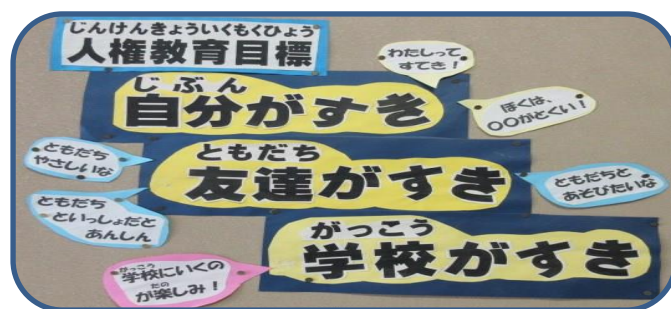 じんけんきょういくもくひょう
人権教育目標
わたしって
すてき！
じぶん
自分がすき
ぼくは、
〇〇がとくい！
ともだち
やさしいな
ともだち
友達がすき
ともだちと
あそびたいな
ともだち
といっしょだと
あんしん
がっこう
学校がすき
がっこう
学校にいくの
たの
が楽しみ！